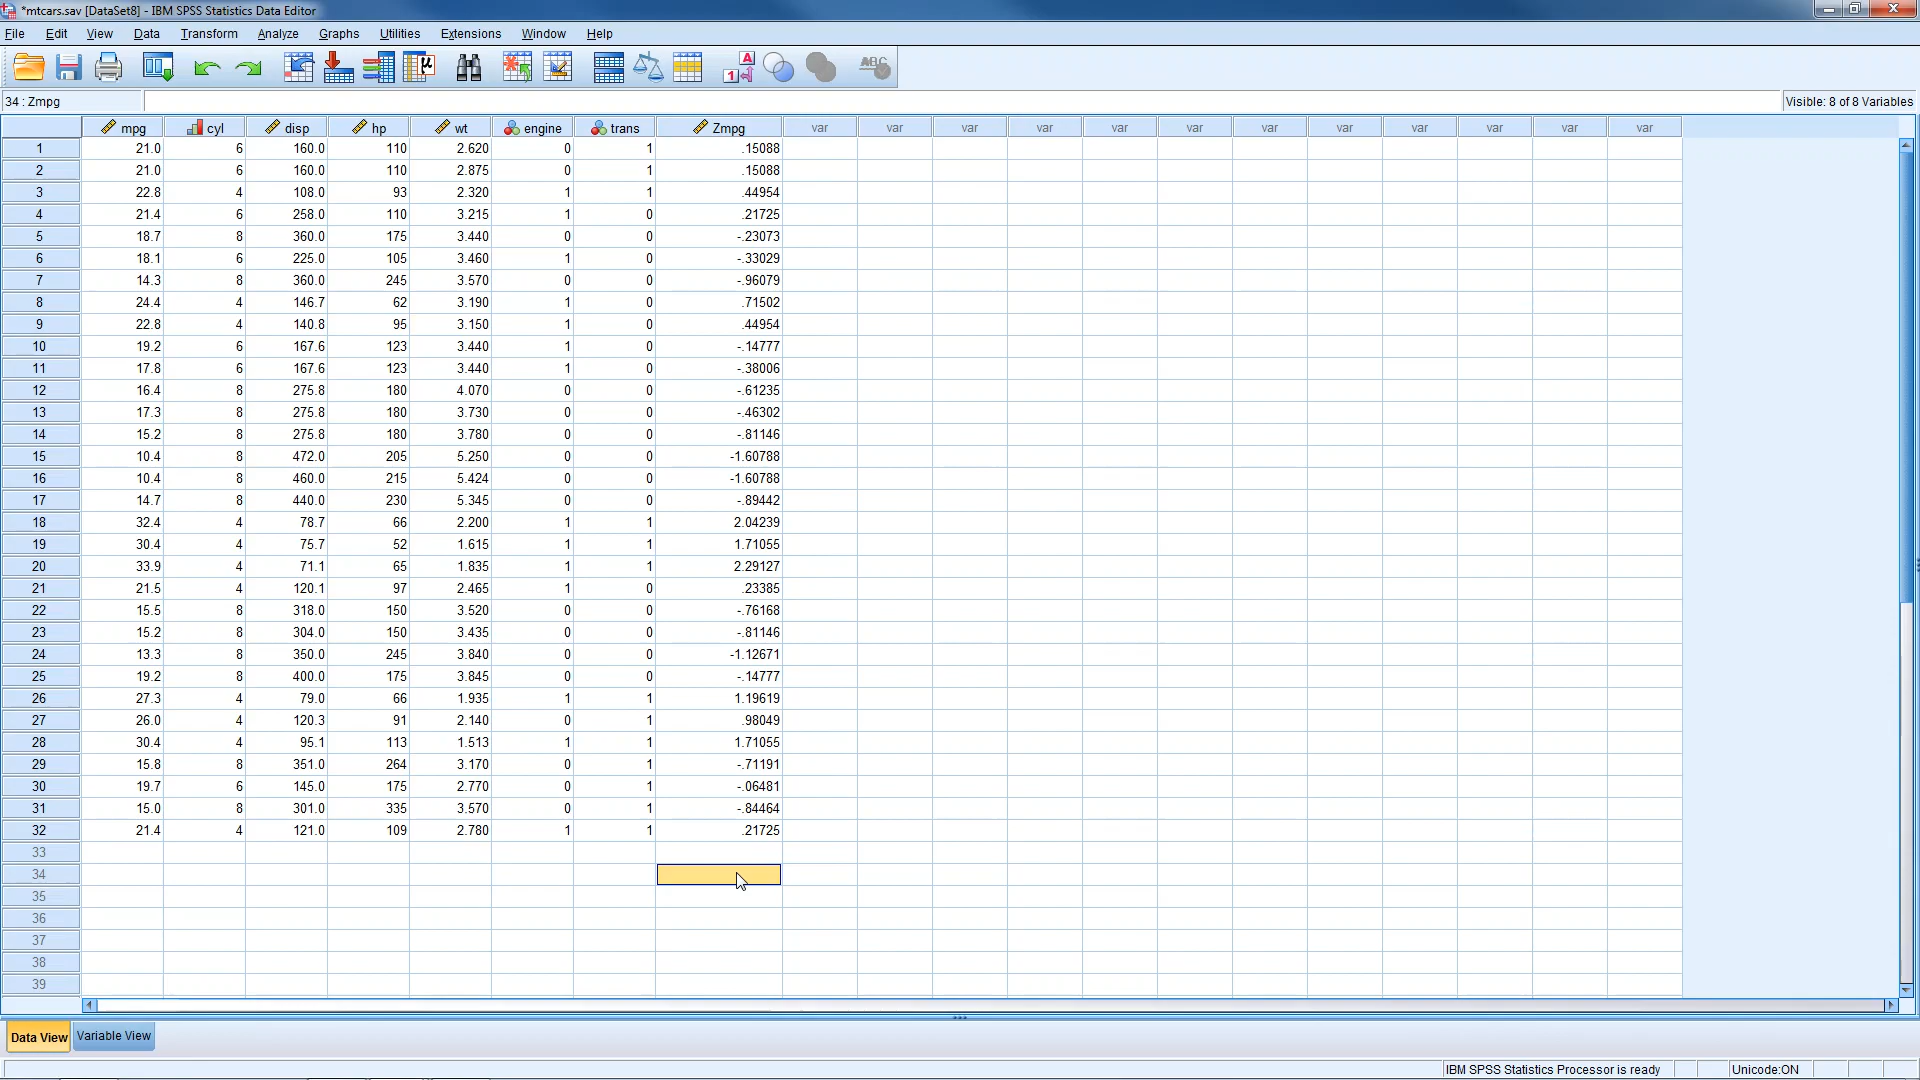 *mtcars.sav [DataSet8] - IBM SPSS Statistics Data Editor
File Edit View Data Transform Analyze Graphs Utilities Extensions Window Help
34 : Zmpg Visible: 8 of 8 Variables
mpg cyl disp hp wt engine trans Zmpg var var var var var var var var var var var var
1 21.0 6 160.0 110 2.620 0 1 .15088
2 21.0 6 160.0 110 2.875 0 1 .15088
3 22.8 4 108.0 93 2.320 1 1 .44954
4 21.4 6 258.0 110 3.215 1 0 .21725
5 18.7 8 360.0 175 3.440 0 0 -.23073
6 18.1 6 225.0 105 3.460 1 0 -.33029
7 14.3 8 360.0 245 3.570 0 0 -.96079
8 24.4 4 146.7 62 3.190 1 0 .71502
9 22.8 4 140.8 95 3.150 1 0 .44954
10 19.2 6 167.6 123 3.440 1 0 -.14777
11 17.8 6 167.6 123 3.440 1 0 -.38006
12 16.4 8 275.8 180 4.070 0 0 -.61235
13 17.3 8 275.8 180 3.730 0 0 -.46302
14 15.2 8 275.8 180 3.780 0 0 -.81146
15 10.4 8 472.0 205 5.250 0 0 -1.60788
16 10.4 8 460.0 215 5.424 0 0 -1.60788
17 14.7 8 440.0 230 5.345 0 0 -.89442
18 32.4 4 78.7 66 2.200 1 1 2.04239
19 30.4 4 75.7 52 1.615 1 1 1.71055
20 33.9 4 71.1 65 1.835 1 1 2.29127
21 21.5 4 120.1 97 2.465 1 0 .23385
22 15.5 8 318.0 150 3.520 0 0 -.76168
23 15.2 8 304.0 150 3.435 0 0 -.81146
24 13.3 8 350.0 245 3.840 0 0 -1.12671
25 19.2 8 400.0 175 3.845 0 0 -.14777
26 27.3 4 79.0 66 1.935 1 1 1.19619
27 26.0 4 120.3 91 2.140 0 1 .98049
28 30.4 4 95.1 113 1.513 1 1 1.71055
29 15.8 8 351.0 264 3.170 0 1 -.71191
30 19.7 6 145.0 175 2.770 0 1 -.06481
31 15.0 8 301.0 335 3.570 0 1 -.84464
32 21.4 4 121.0 109 2.780 1 1 .21725
33
34
35
36
37
38
39
Data View Variable View
IBM SPSS Statistics Processor is ready Unicode:ON